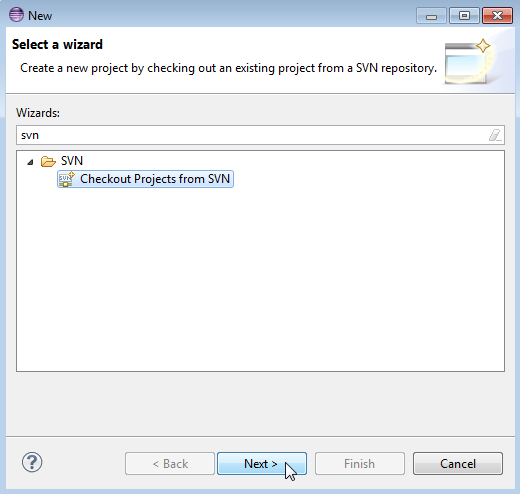 New
Select a wizard
Create a new project by checking out an existing project from a SVN repository.
Wizards:
svn
SVN
SVN Checkout Projects from SVN
? < Back Next > Finish Cancel